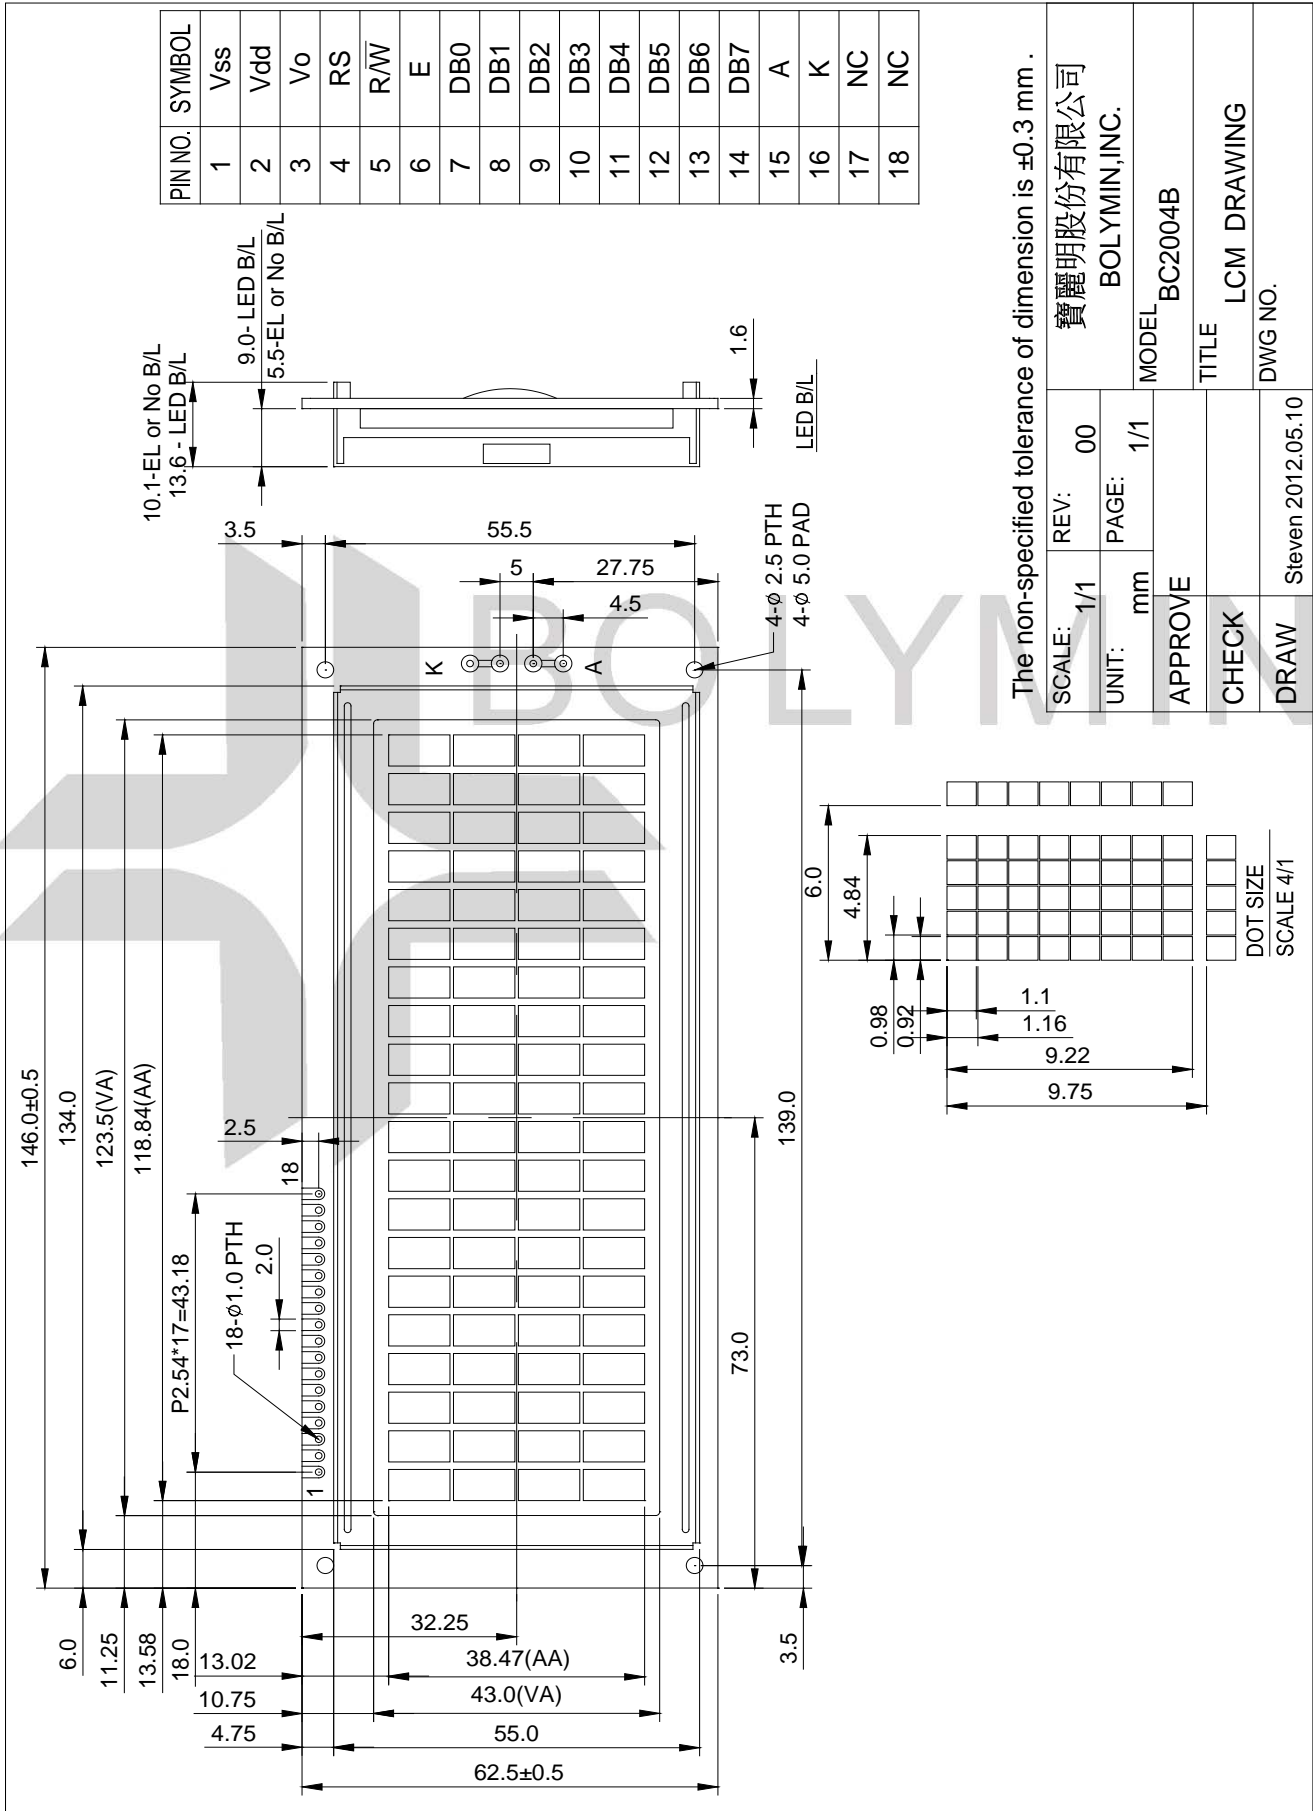 PIN NO. SYMBOL
1 Vss
2 Vdd
3 Vo
4 RS
5 R/W̅
6 E
7 DB0
8 DB1
9 DB2
10 DB3
11 DB4
12 DB5
13 DB6
14 DB7
15 A
16 K
17 NC
18 NC
10.1-EL or No B/L
13.6 - LED B/L
9.0- LED B/L
5.5-EL or No B/L
1.6
LED B/L
146.0±0.5
134.0
123.5(VA)
118.84(AA)
P2.54*17=43.18
18-ϕ1.0 PTH
2.0
2.5
1
18
3.5
55.5
5
27.75
4.5
K
A
4-ϕ 2.5 PTH
4-ϕ 5.0 PAD
6.0
11.25
13.58
18.0
13.02
10.75
4.75
32.25
38.47(AA)
43.0(VA)
55.0
62.5±0.5
73.0
139.0
3.5
6.0
4.84
0.98
0.92
1.1
1.16
9.22
9.75
DOT SIZE
SCALE 4/1
BOLYMIN
The non-specified tolerance of dimension is ±0.3 mm .
SCALE: 1/1
REV: 00
寶麗明股份有限公司
BOLYMIN,INC.
UNIT: mm
PAGE: 1/1
MODEL
BC2004B
APPROVE
TITLE
LCM DRAWING
CHECK
DRAW
Steven 2012.05.10
DWG NO.